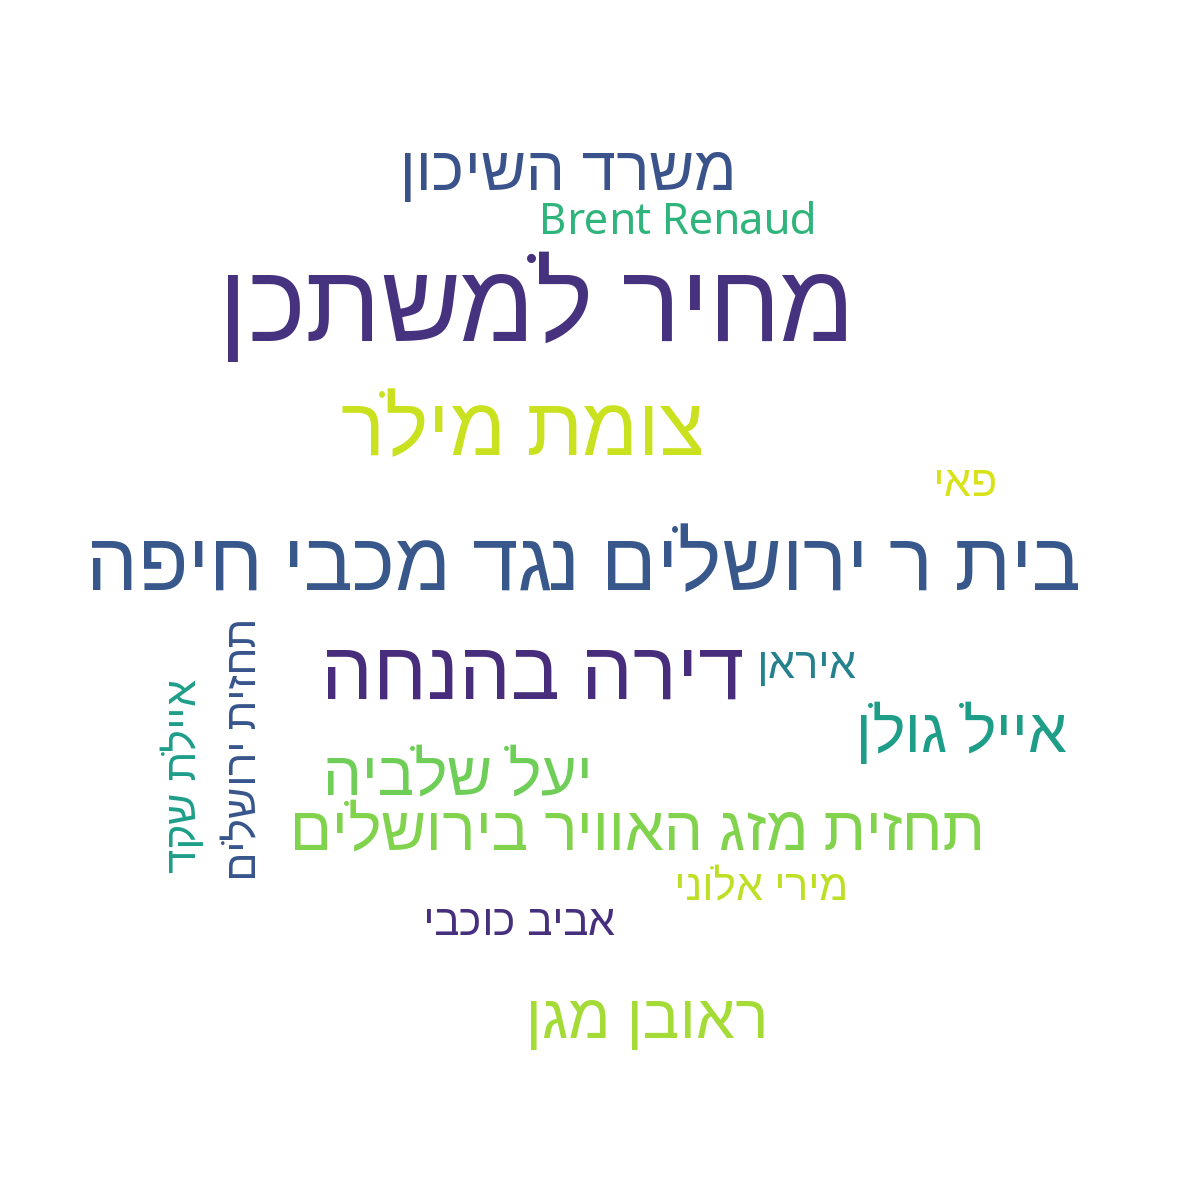 משרד השיכון
Brent Renaud
מחיר למשתכן
צומת מילר
פאי
בית ר ירושלים נגד מכבי חיפה
דירה בהנחה
איראן
אייל גולן
תחזית ירושלים
איילת שקד
יעל שלביה
תחזית מזג האוויר בירושלים
מירי אלוני
אביב כוכבי
ראובן מגן